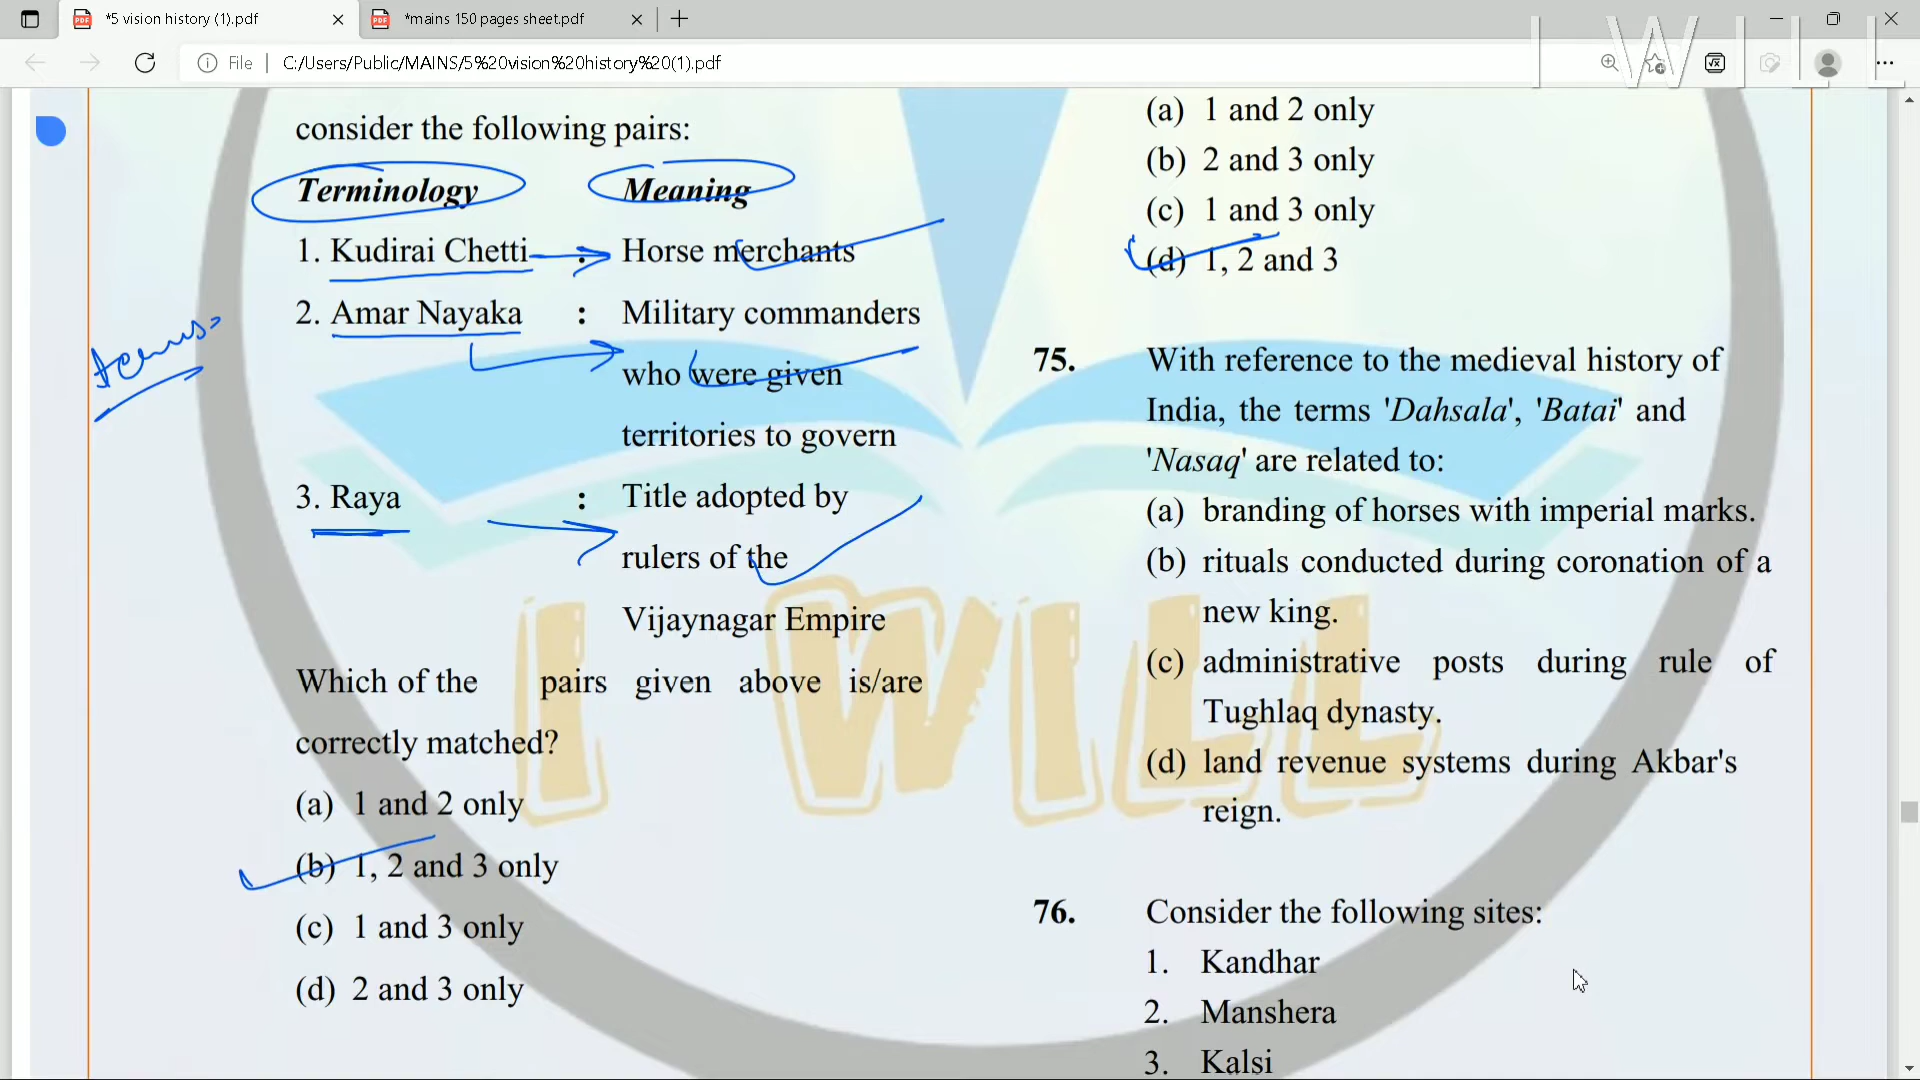 *5 vision history (1).pdf
*mains 150 pages sheet.pdf
File
C:/Users/Public/MAINS/5%20vision%20history%20(1).pdf
I WILL
consider the following pairs:
Terminology Meaning
1. Kudirai Chetti : Horse merchants
2. Amar Nayaka : Military commanders
who were given
territories to govern
3. Raya : Title adopted by
rulers of the
Vijaynagar Empire
Which of the pairs given above is/are
correctly matched?
(a) 1 and 2 only
(b) 1, 2 and 3 only
(c) 1 and 3 only
(d) 2 and 3 only
(a) 1 and 2 only
(b) 2 and 3 only
(c) 1 and 3 only
(d) 1, 2 and 3
75. With reference to the medieval history of
India, the terms 'Dahsala', 'Batai' and
'Nasaq' are related to:
(a) branding of horses with imperial marks.
(b) rituals conducted during coronation of a
new king.
(c) administrative posts during rule of
Tughlaq dynasty.
(d) land revenue systems during Akbar's
reign.
76. Consider the following sites:
1. Kandhar
2. Manshera
3. Kalsi
I WILL